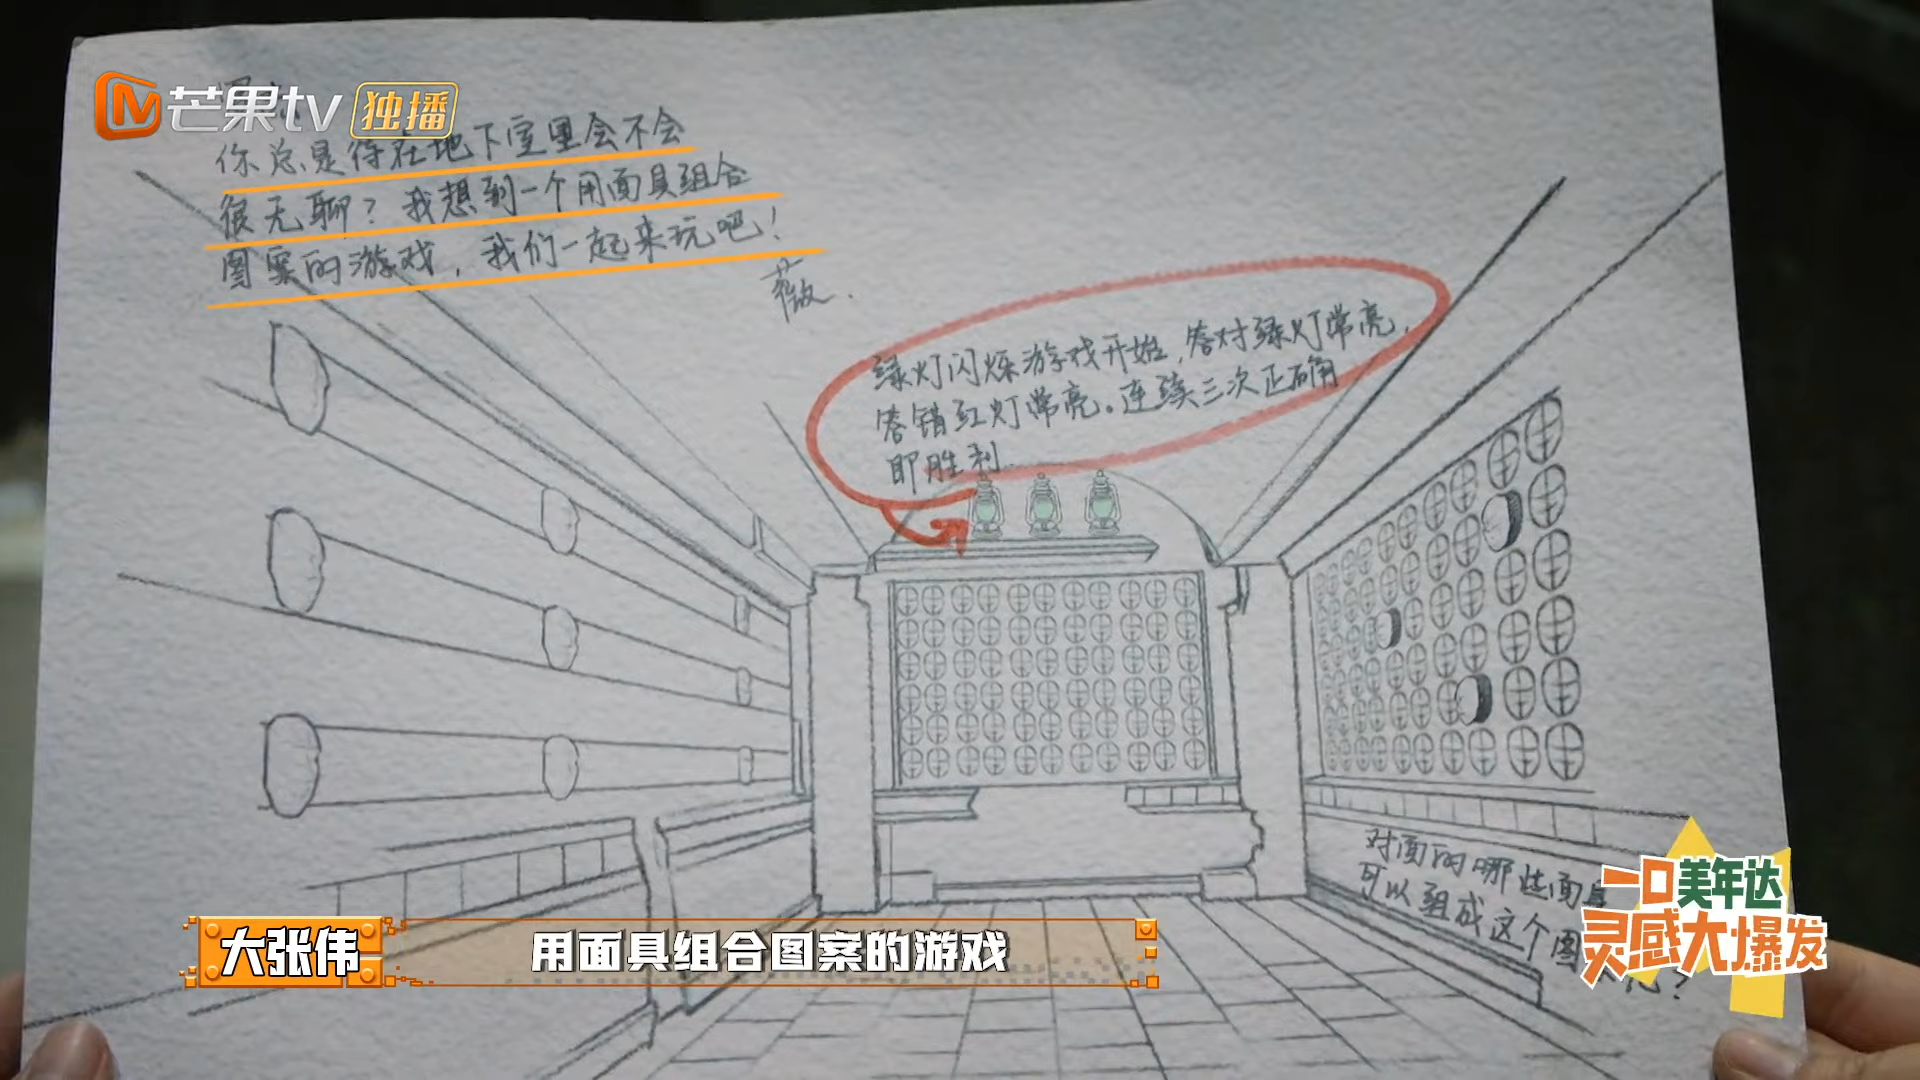 芒果tv 独播
你总是待在地下室里会不会
很无聊？我想到一个用面具组合
图案的游戏，我们一起来玩吧！
薇.
绿灯闪烁游戏开始，答对绿灯常亮，
答错红灯常亮。连续三次正确
即胜利.
对面的哪些面
可以组成这个图
呢？
一口美年达
灵感大爆发
大张伟
用面具组合图案的游戏